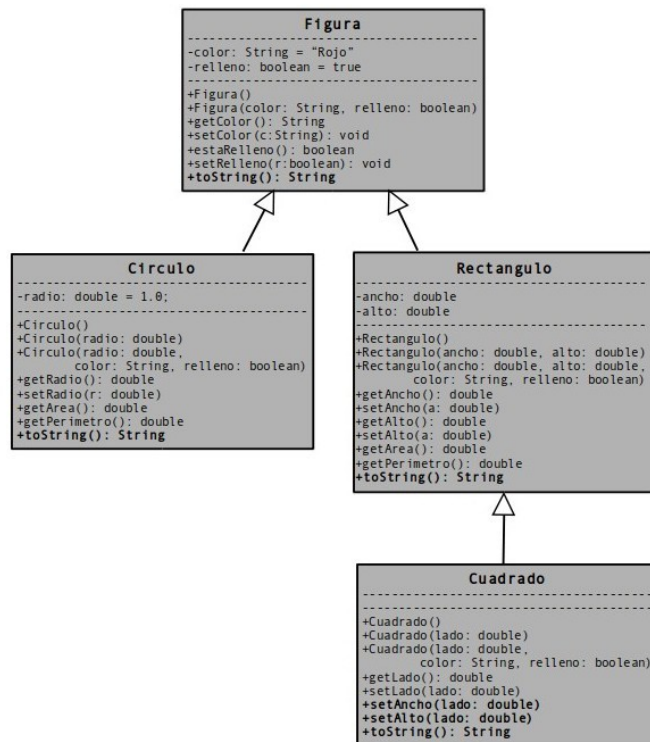 Figura
-color: String = "Rojo"
-relleno: boolean = true
+Figura()
+Figura(color: String, relleno: boolean)
+getColor(): String
+setColor(c:String): void
+estaRelleno(): boolean
+setRelleno(r:boolean): void
+toString(): String
Circulo
-radio: double = 1.0;
+Circulo()
+Circulo(radio: double)
+Circulo(radio: double,
color: String, relleno: boolean)
+getRadio(): double
+setRadio(r: double)
+getArea(): double
+getPerimetro(): double
+toString(): String
Rectangulo
-ancho: double
-alto: double
+Rectangulo()
+Rectangulo(ancho: double, alto: double)
+Rectangulo(ancho: double, alto: double,
color: String, relleno: boolean)
+getAncho(): double
+setAncho(a: double)
+getAlto(): double
+setAlto(a: double)
+getArea(): double
+getPerimetro(): double
+toString(): String
Cuadrado
+Cuadrado()
+Cuadrado(lado: double)
+Cuadrado(lado: double,
color: String, relleno: boolean)
+getLado(): double
+setLado(lado: double)
+setAncho(lado: double)
+setAlto(lado: double)
+toString(): String